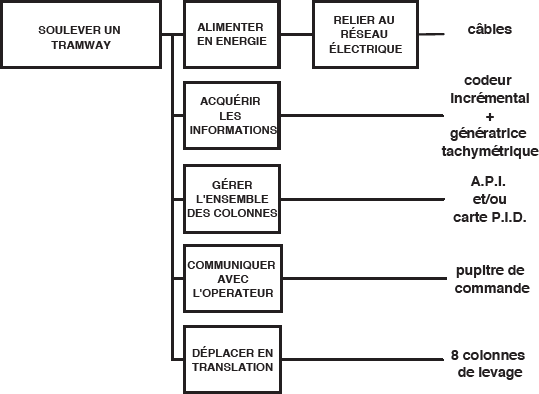 SOULEVER UN
TRAMWAY
ALIMENTER
EN ENERGIE
RELIER AU
RÉSEAU
ÉLECTRIQUE
câbles
ACQUÉRIR
LES
INFORMATIONS
codeur
incrémental
+
génératrice
tachymétrique
GÉRER
L'ENSEMBLE
DES COLONNES
A.P.I.
et/ou
carte P.I.D.
COMMUNIQUER
AVEC
L'OPERATEUR
pupitre de
commande
DÉPLACER EN
TRANSLATION
8 colonnes
de levage